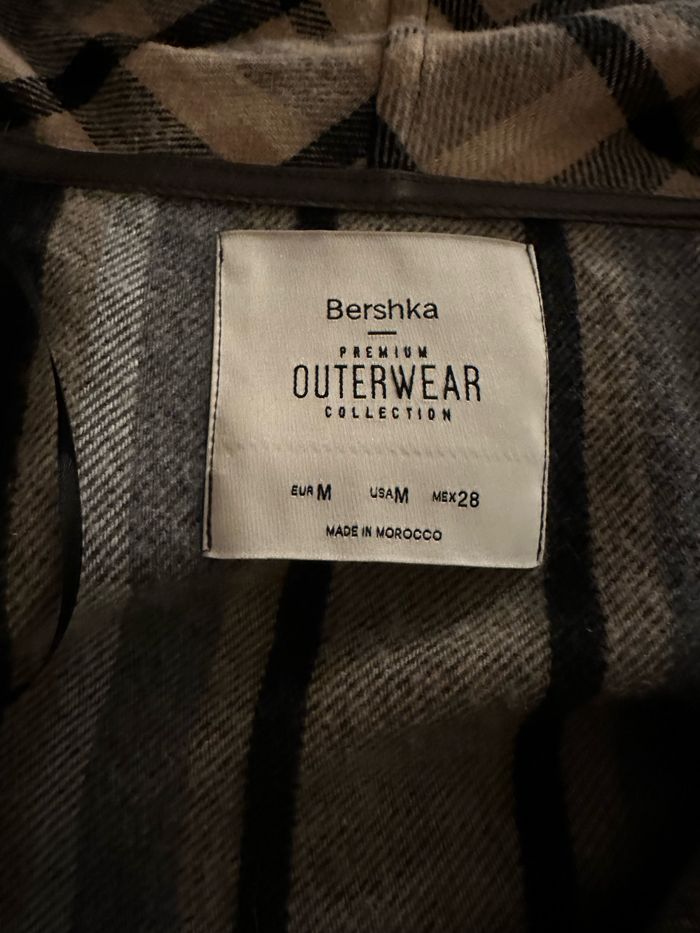 Bershka
PREMIUM
OUTERWEAR
COLLECTION
EUR M USA M MEX 28
MADE IN MOROCCO